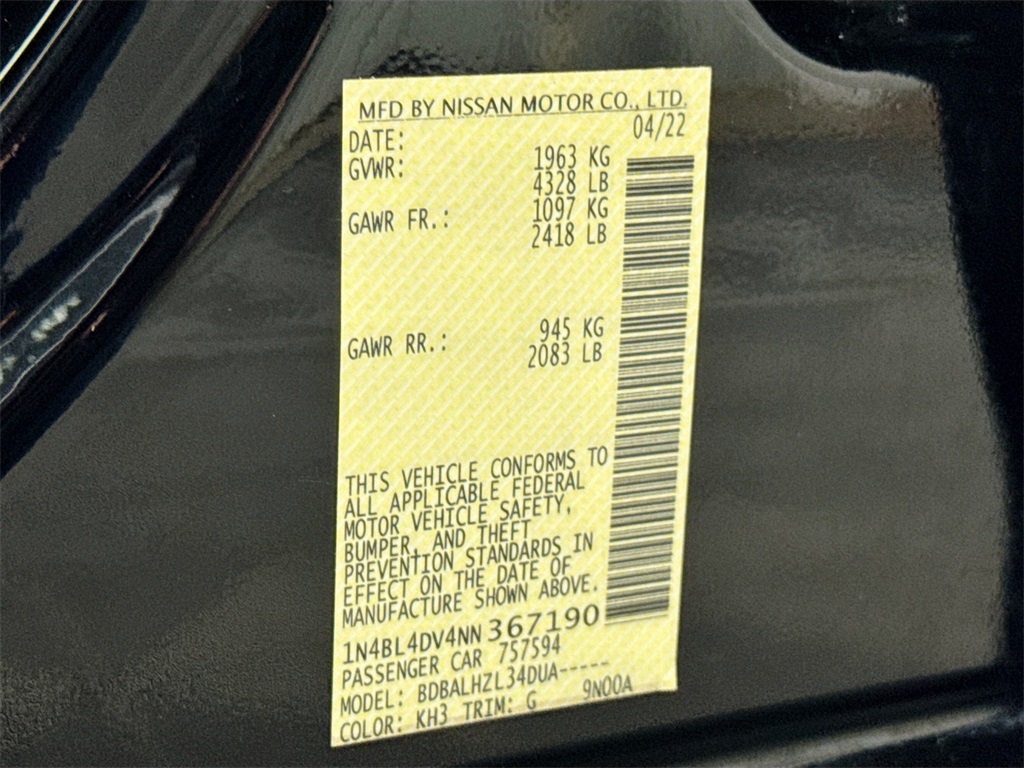 MFD BY NISSAN MOTOR CO., LTD.
DATE: 04/22
GVWR: 1963 KG
4328 LB
GAWR FR.: 1097 KG
2418 LB
GAWR RR.: 945 KG
2083 LB
THIS VEHICLE CONFORMS TO
ALL APPLICABLE FEDERAL
MOTOR VEHICLE SAFETY,
BUMPER, AND THEFT
PREVENTION STANDARDS IN
EFFECT ON THE DATE OF
MANUFACTURE SHOWN ABOVE.
1N4BL4DV4NN367190
PASSENGER CAR 757594
MODEL: BDBALHZL34DUA-----
COLOR: KH3 TRIM: G 9N00A